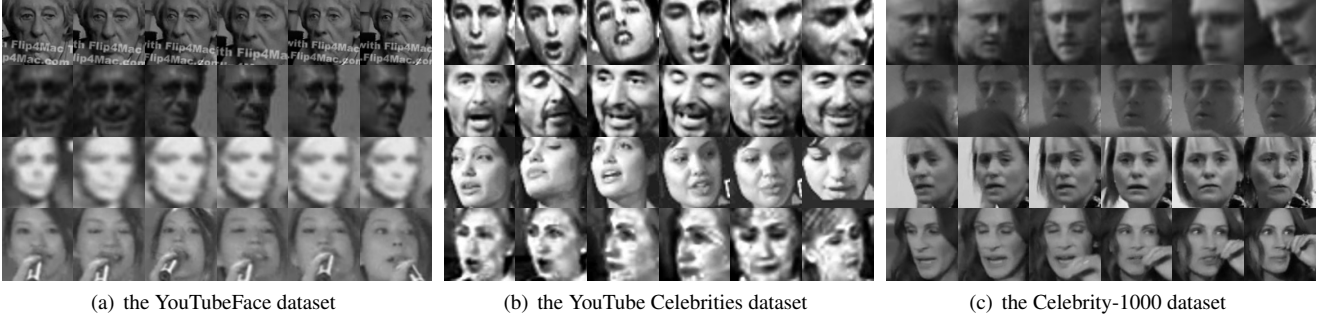 with Flip4Mac
Flip4Mac.com
(a) the YouTubeFace dataset
(b) the YouTube Celebrities dataset
(c) the Celebrity-1000 dataset